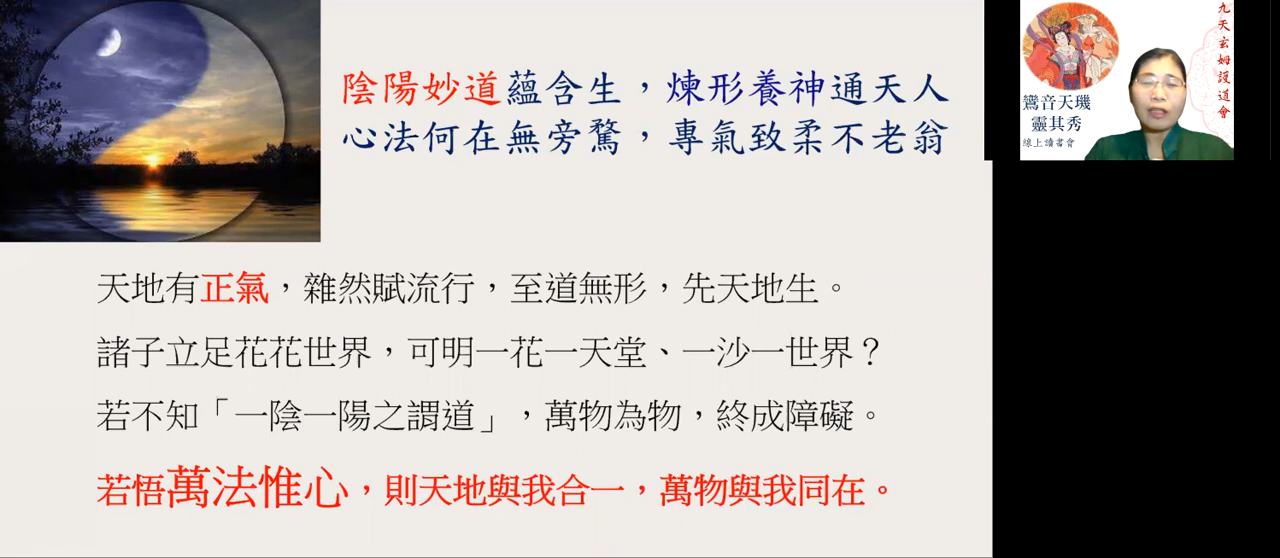 陰陽妙道蘊含生，煉形養神通天人
心法何在無旁騖，專氣致柔不老翁
天地有正氣，雜然賦流行，至道無形，先天地生。
諸子立足花花世界，可明一花一天堂、一沙一世界？
若不知「一陰一陽之謂道」，萬物為物，終成障礙。
若悟萬法惟心，則天地與我合一，萬物與我同在。
鸞音天璣
靈其秀
線上讀書會
九天玄姆說道會